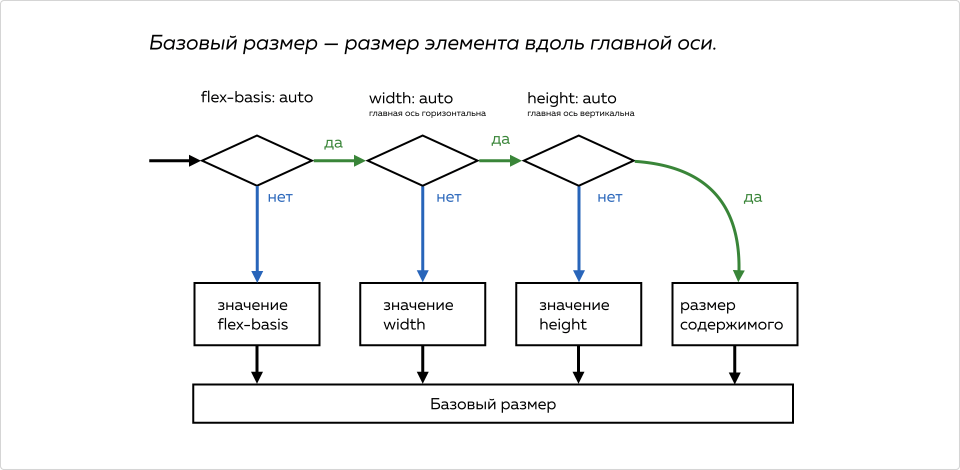 Базовый размер — размер элемента вдоль главной оси.
flex-basis: auto
width: auto
главная ось горизонтальна
height: auto
главная ось вертикальна
да
да
нет
нет
нет
да
значение
flex-basis
значение
width
значение
height
размер
содержимого
Базовый размер